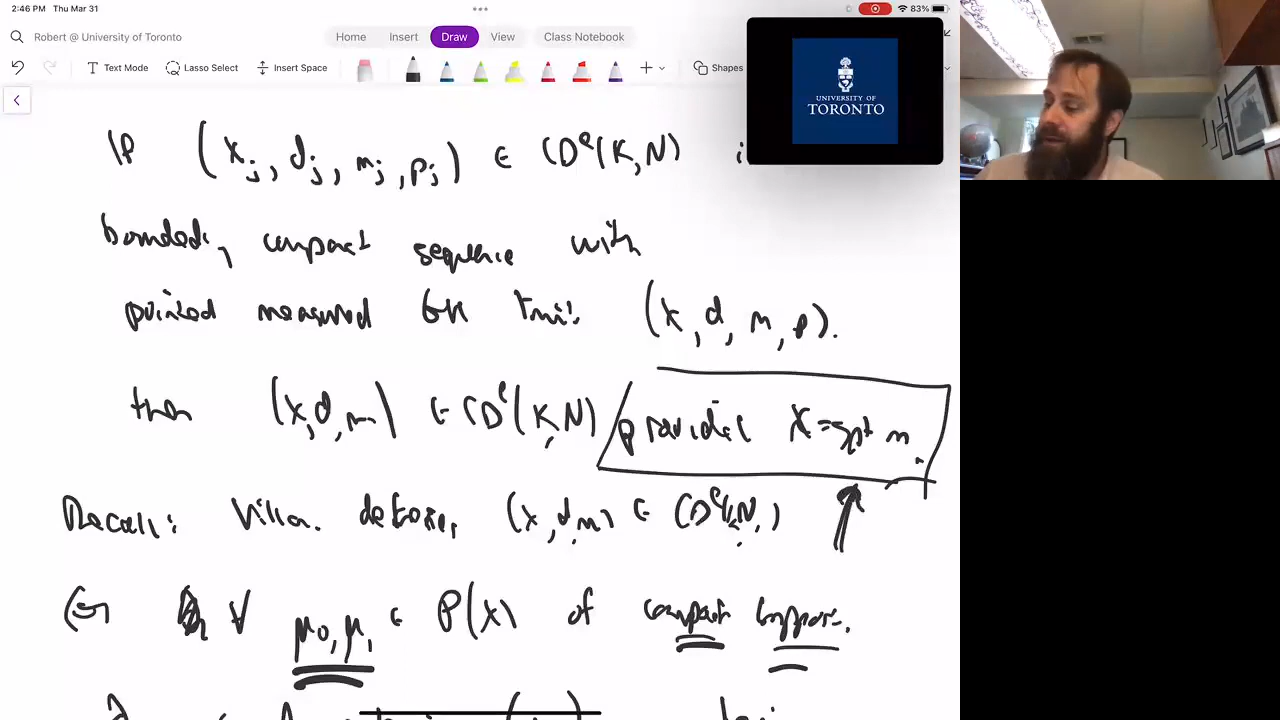 2:46 PM Thu Mar 31
83%
Robert @ University of Toronto
Home Insert Draw View Class Notebook
Text Mode Lasso Select Insert Space Shapes
UNIVERSITY OF
TORONTO
If (X_j, d_j, m_j, p_j) ∈ CD^e(K, N)
boundedly compact sequence with
pointed measured GH limit (X, d, m, p).
then (X, d, m) ∈ CD^e(K, N) provided X = spt m.
Recall: Villani defines (X, d, m) ∈ CD^e(K, N)
∀ μ_0, μ_1 ∈ P(X) of compact support.